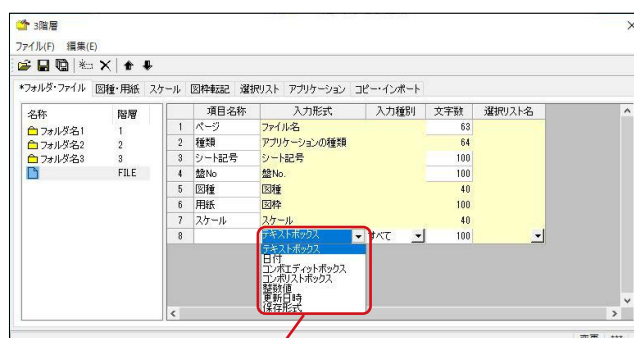 3階層
ファイル(F) 編集(E)
*フォルダ・ファイル 図種・用紙 スケール 図枠転記 選択リスト アプリケーション コピー・インポート
名称 階層
フォルダ名1 1
フォルダ名2 2
フォルダ名3 3
FILE
項目名称 入力形式 入力種別 文字数 選択リスト名
1 ページ ファイル名 63
2 種類 アプリケーションの種類 64
3 シート記号 シート記号 100
4 盤No 盤No. 100
5 図種 図種 40
6 用紙 図枠 100
7 スケール スケール 40
8 テキストボックス すべて 100
テキストボックス
日付
コンボエディットボックス
コンボリストボックス
整数値
更新日時
保存形式
変更 ***